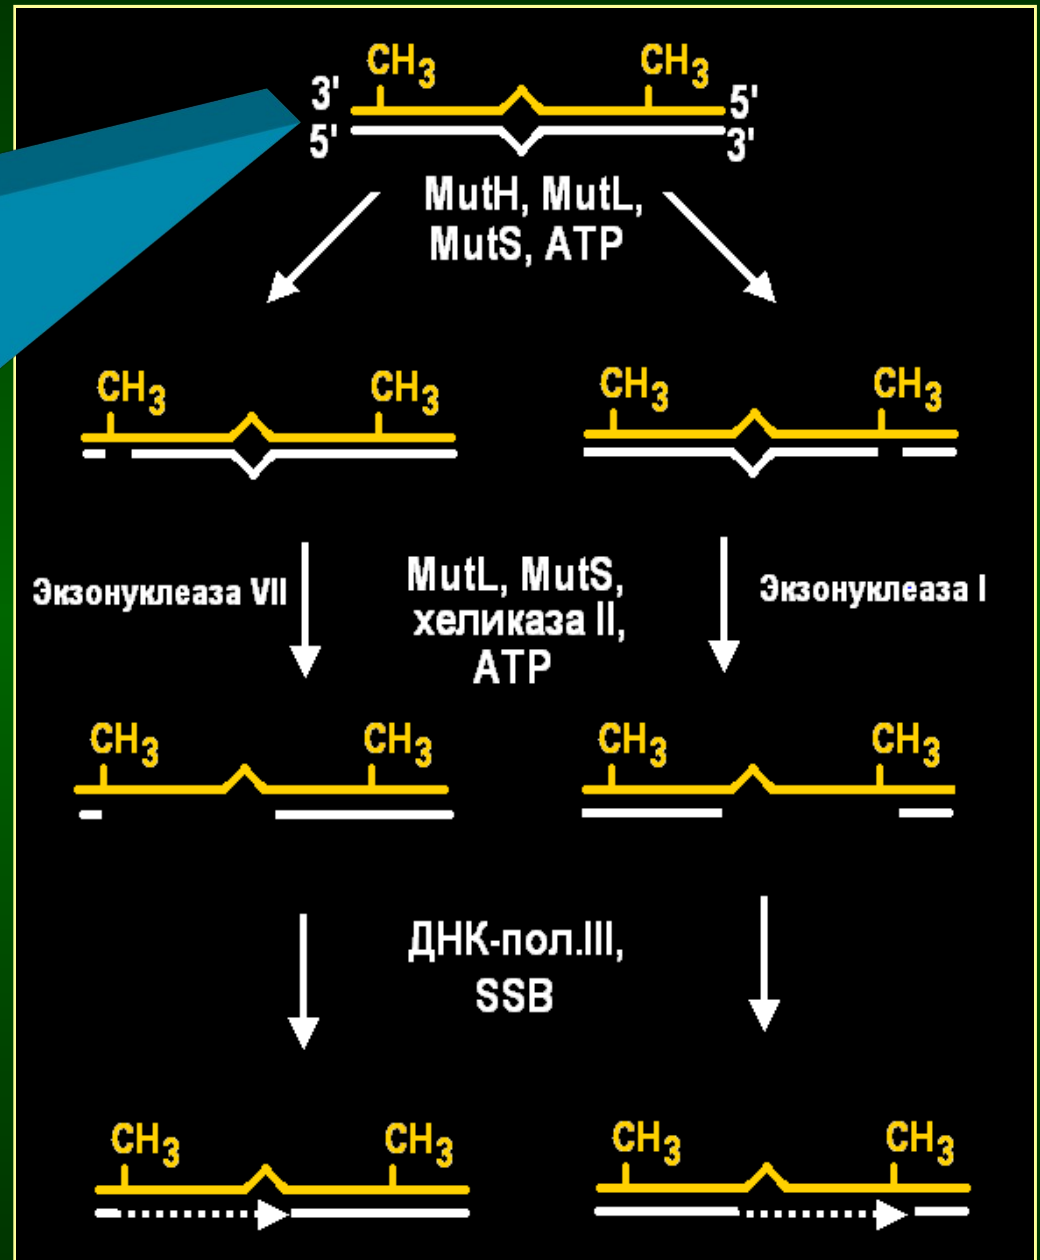 CH3 CH3
3' 5'
5' 3'
MutH, MutL,
MutS, ATP
CH3 CH3 CH3 CH3
Экзонуклеаза VII
MutL, MutS,
хеликаза II,
ATP
Экзонуклеаза I
CH3 CH3 CH3 CH3
ДНК-пол.III,
SSB
CH3 CH3 CH3 CH3